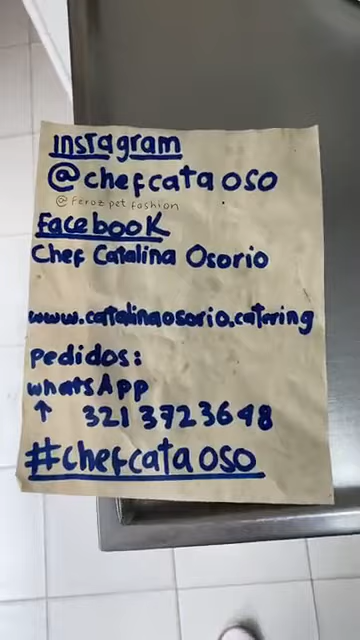 Instagram
@chefcataoso
@ Feroz pet fashion
Facebook
Chef Catalina Osorio
www.catalinaosorio.catering
Pedidos:
whatsApp
↑ 321 3723648
#chefcataoso